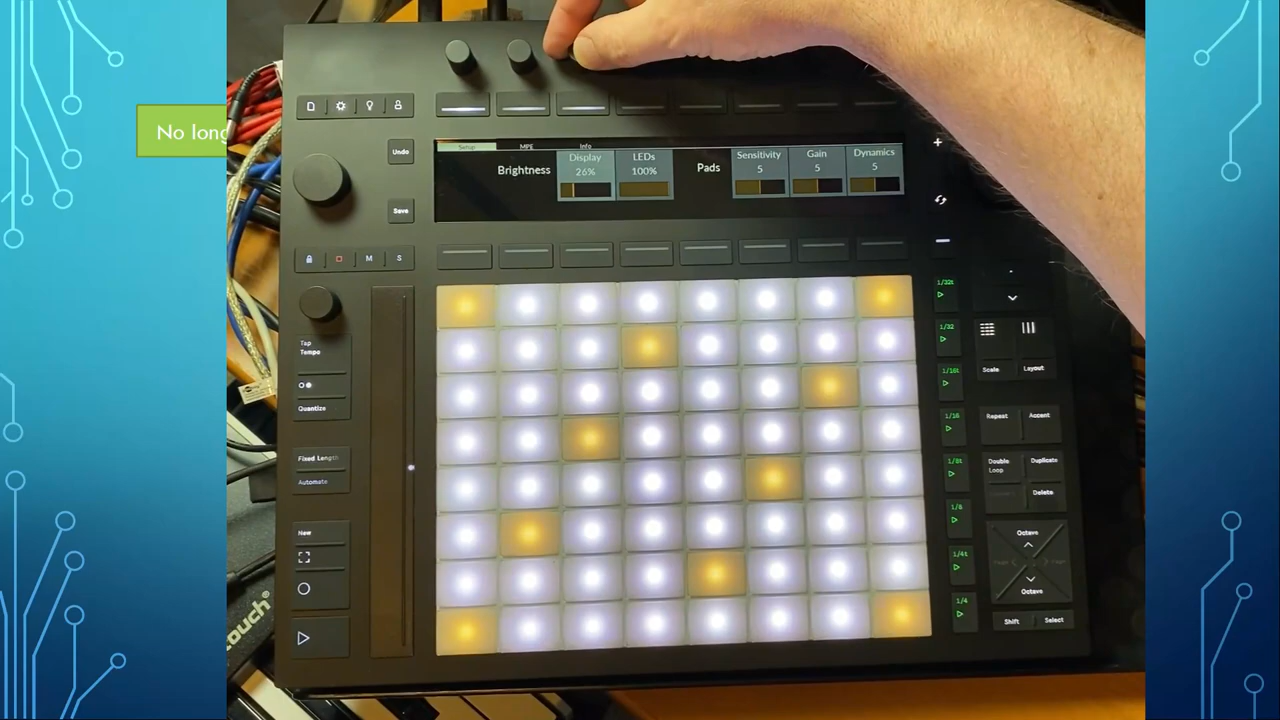 No long
Undo
Save
Setup
MPE
Info
Brightness
Display
26%
LEDs
100%
Pads
Sensitivity
5
Gain
5
Dynamics
5
M
S
Tap
Tempo
Quantize
Fixed Length
Automate
New
1/32t
1/32
1/16t
1/16
1/8t
1/8
1/4t
1/4
Scale
Layout
Repeat
Accent
Double
Loop
Duplicate
Delete
Octave
Octave
Shift
Select
touch